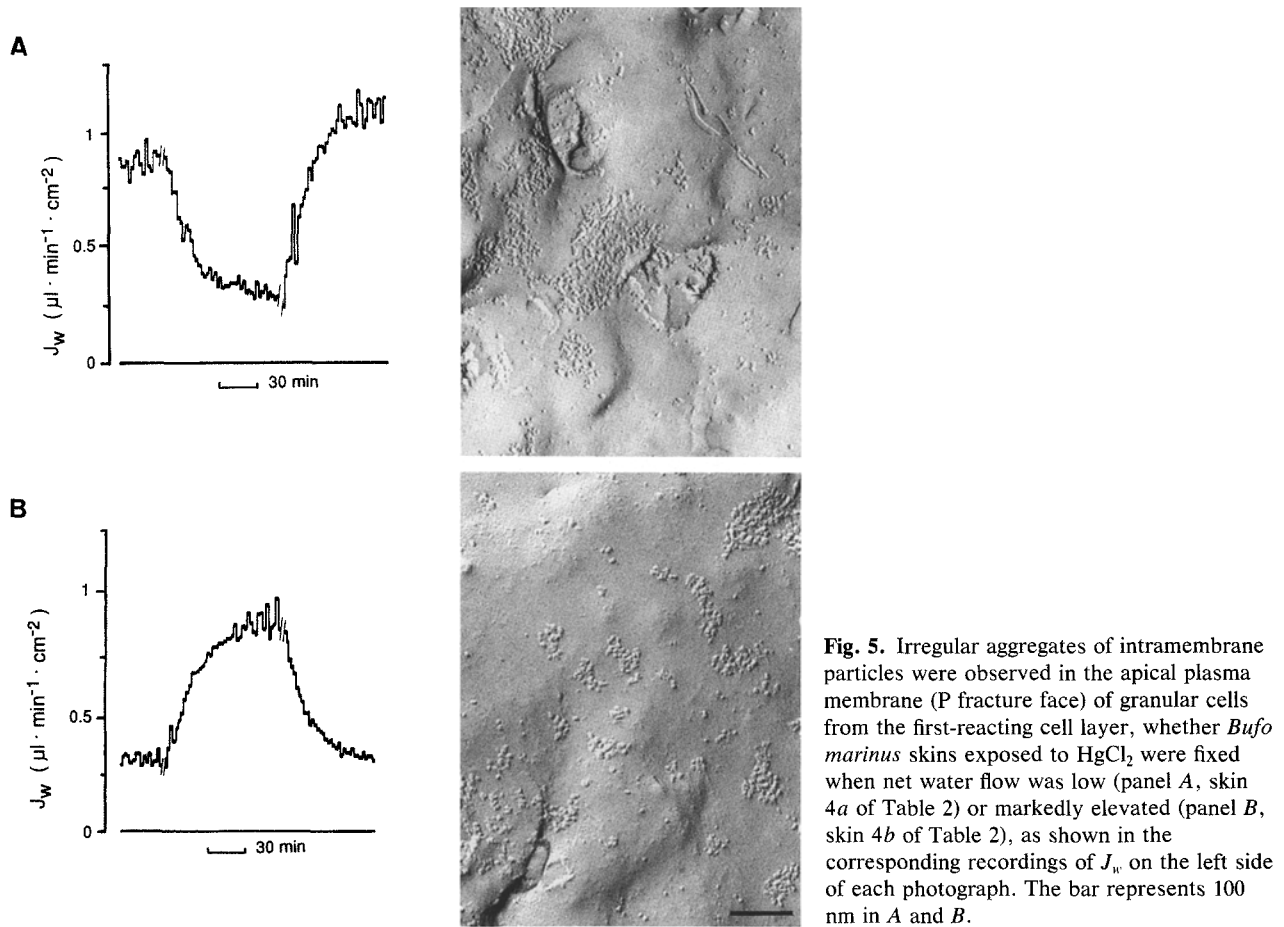 A
1
0.5
0
J_w ( µl · min⁻¹ · cm⁻² )
30 min
B
1
0.5
0
J_w ( µl · min⁻¹ · cm⁻² )
30 min
Fig. 5. Irregular aggregates of intramembrane
particles were observed in the apical plasma
membrane (P fracture face) of granular cells
from the first-reacting cell layer, whether Bufo
marinus skins exposed to HgCl₂ were fixed
when net water flow was low (panel A, skin
4a of Table 2) or markedly elevated (panel B,
skin 4b of Table 2), as shown in the
corresponding recordings of J_w on the left side
of each photograph. The bar represents 100
nm in A and B.